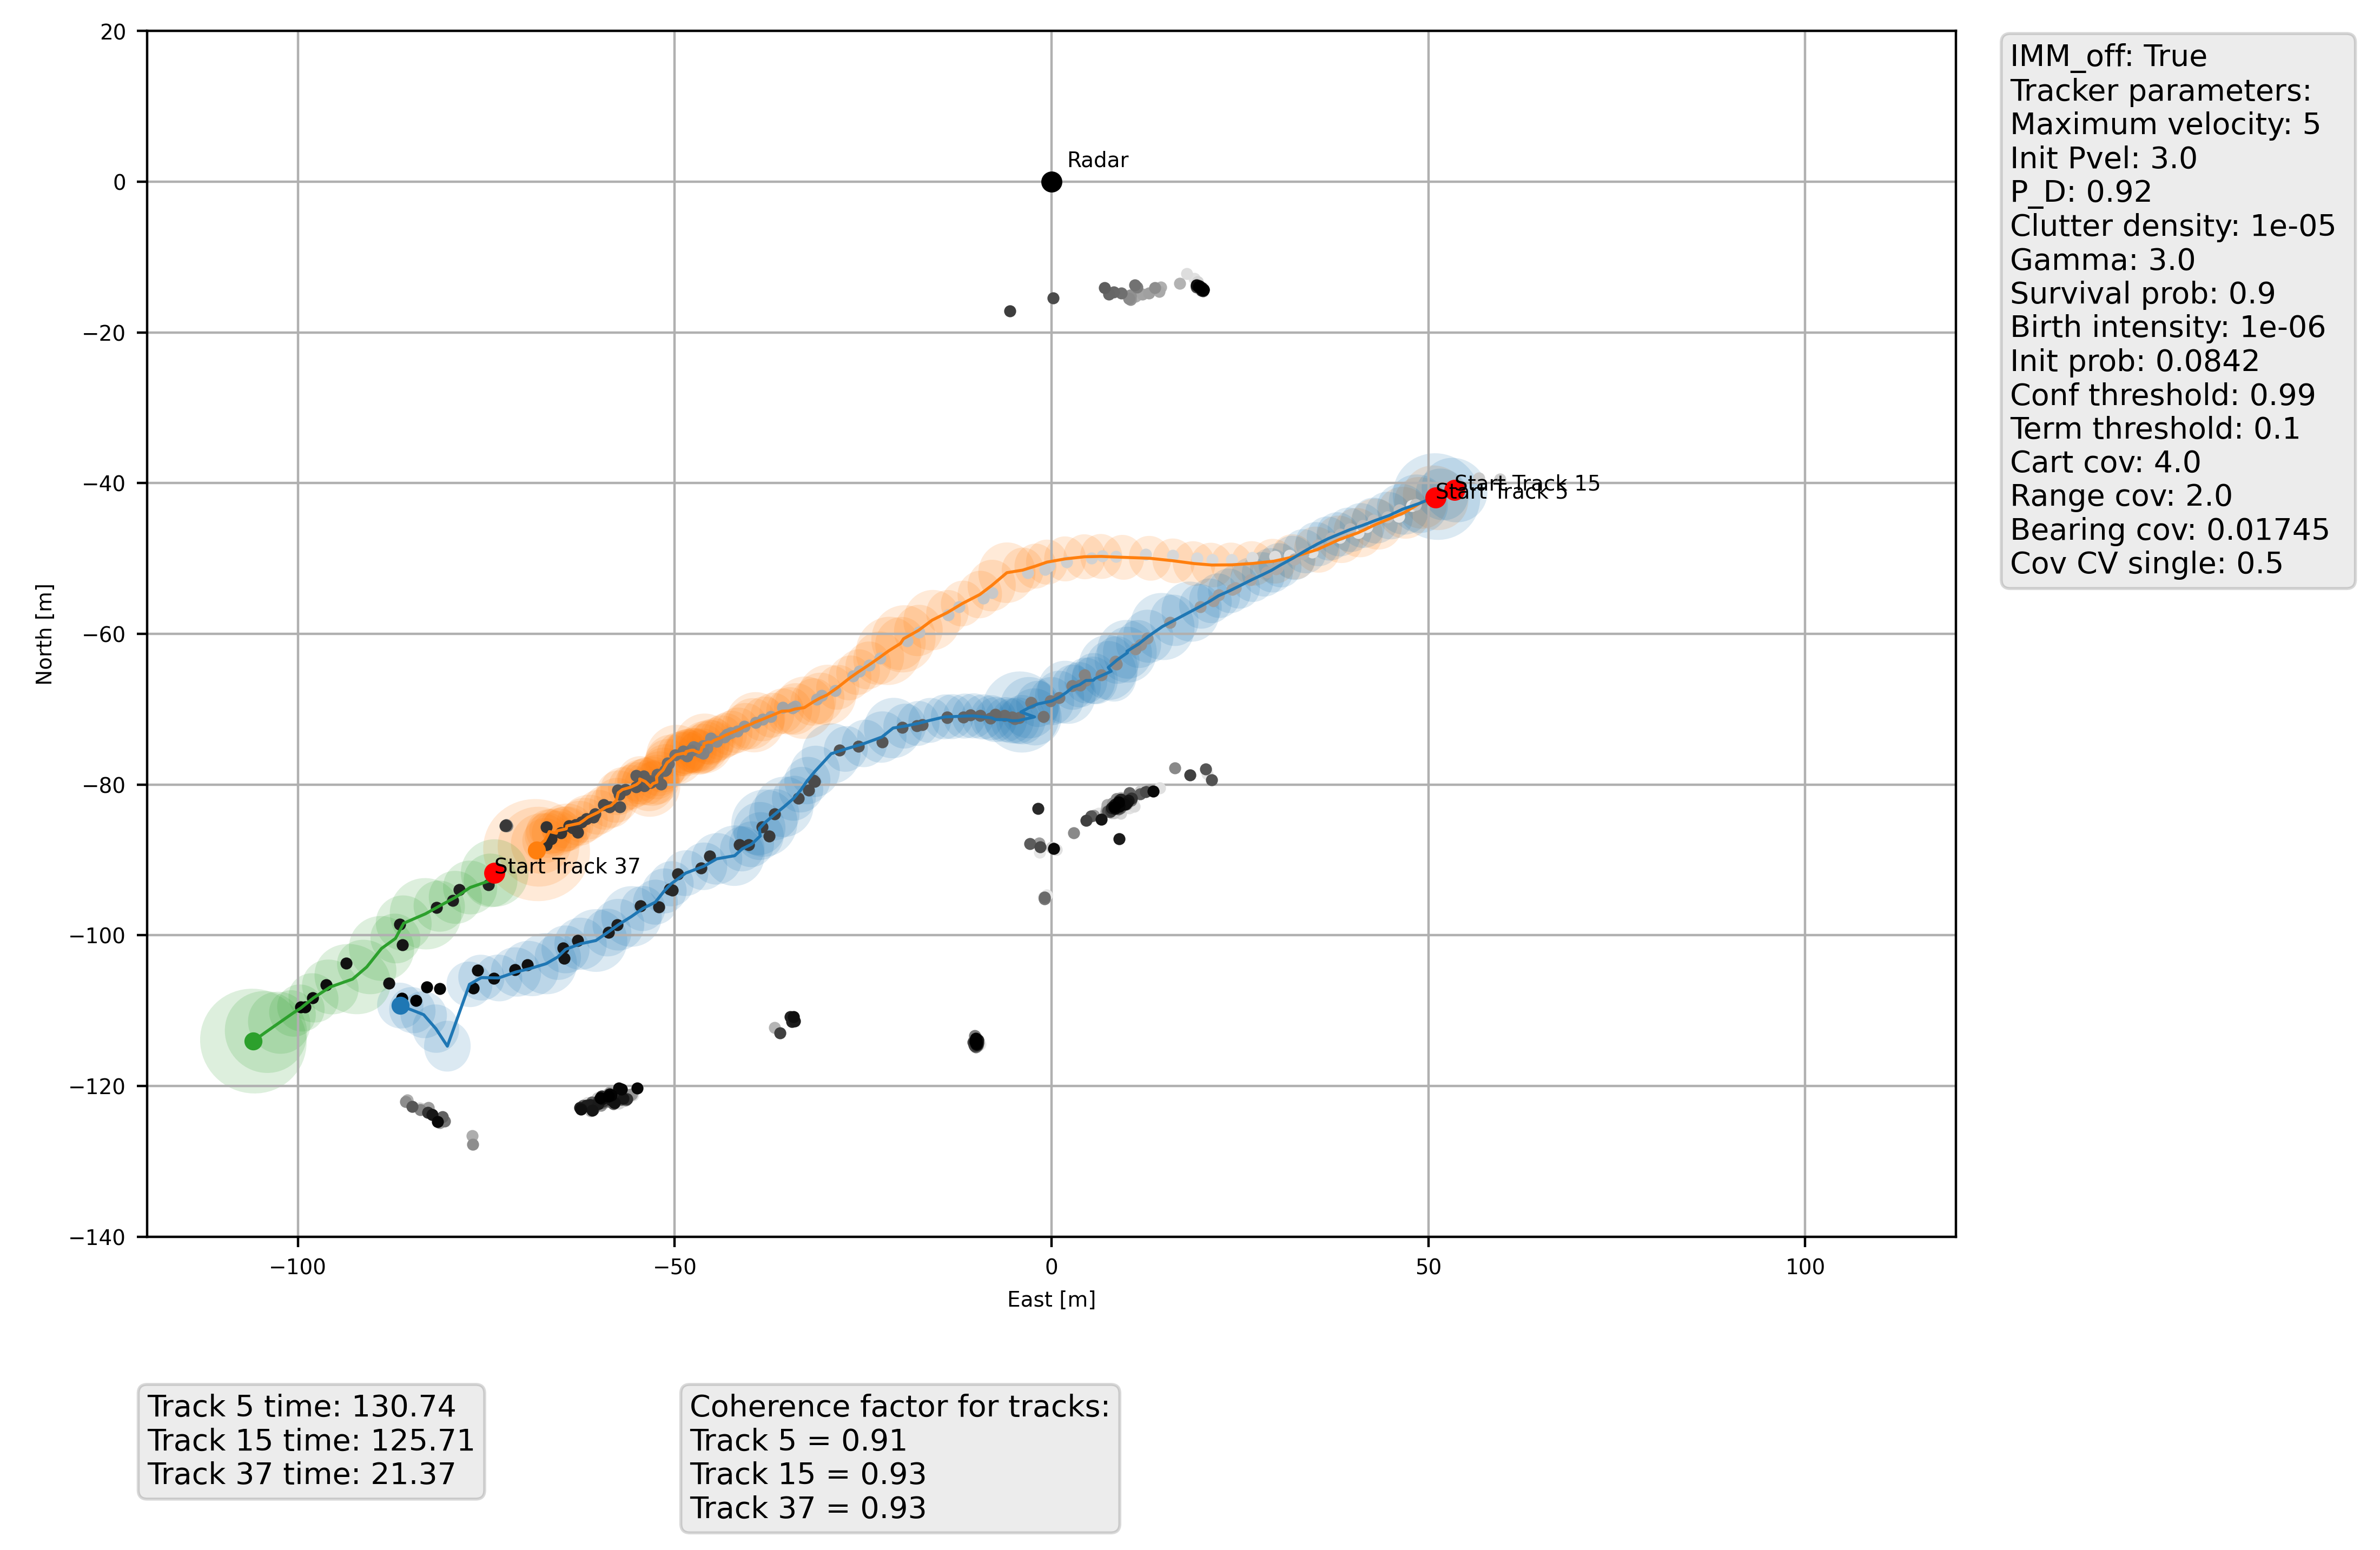 20
0
−20
−40
−60
−80
−100
−120
−140
North [m]
Radar
Start Track 15
Start Track 5
Start Track 37
−100
−50
0
50
100
East [m]
IMM_off: True
Tracker parameters:
Maximum velocity: 5
Init Pvel: 3.0
P_D: 0.92
Clutter density: 1e-05
Gamma: 3.0
Survival prob: 0.9
Birth intensity: 1e-06
Init prob: 0.0842
Conf threshold: 0.99
Term threshold: 0.1
Cart cov: 4.0
Range cov: 2.0
Bearing cov: 0.01745
Cov CV single: 0.5
Track 5 time: 130.74
Track 15 time: 125.71
Track 37 time: 21.37
Coherence factor for tracks:
Track 5 = 0.91
Track 15 = 0.93
Track 37 = 0.93